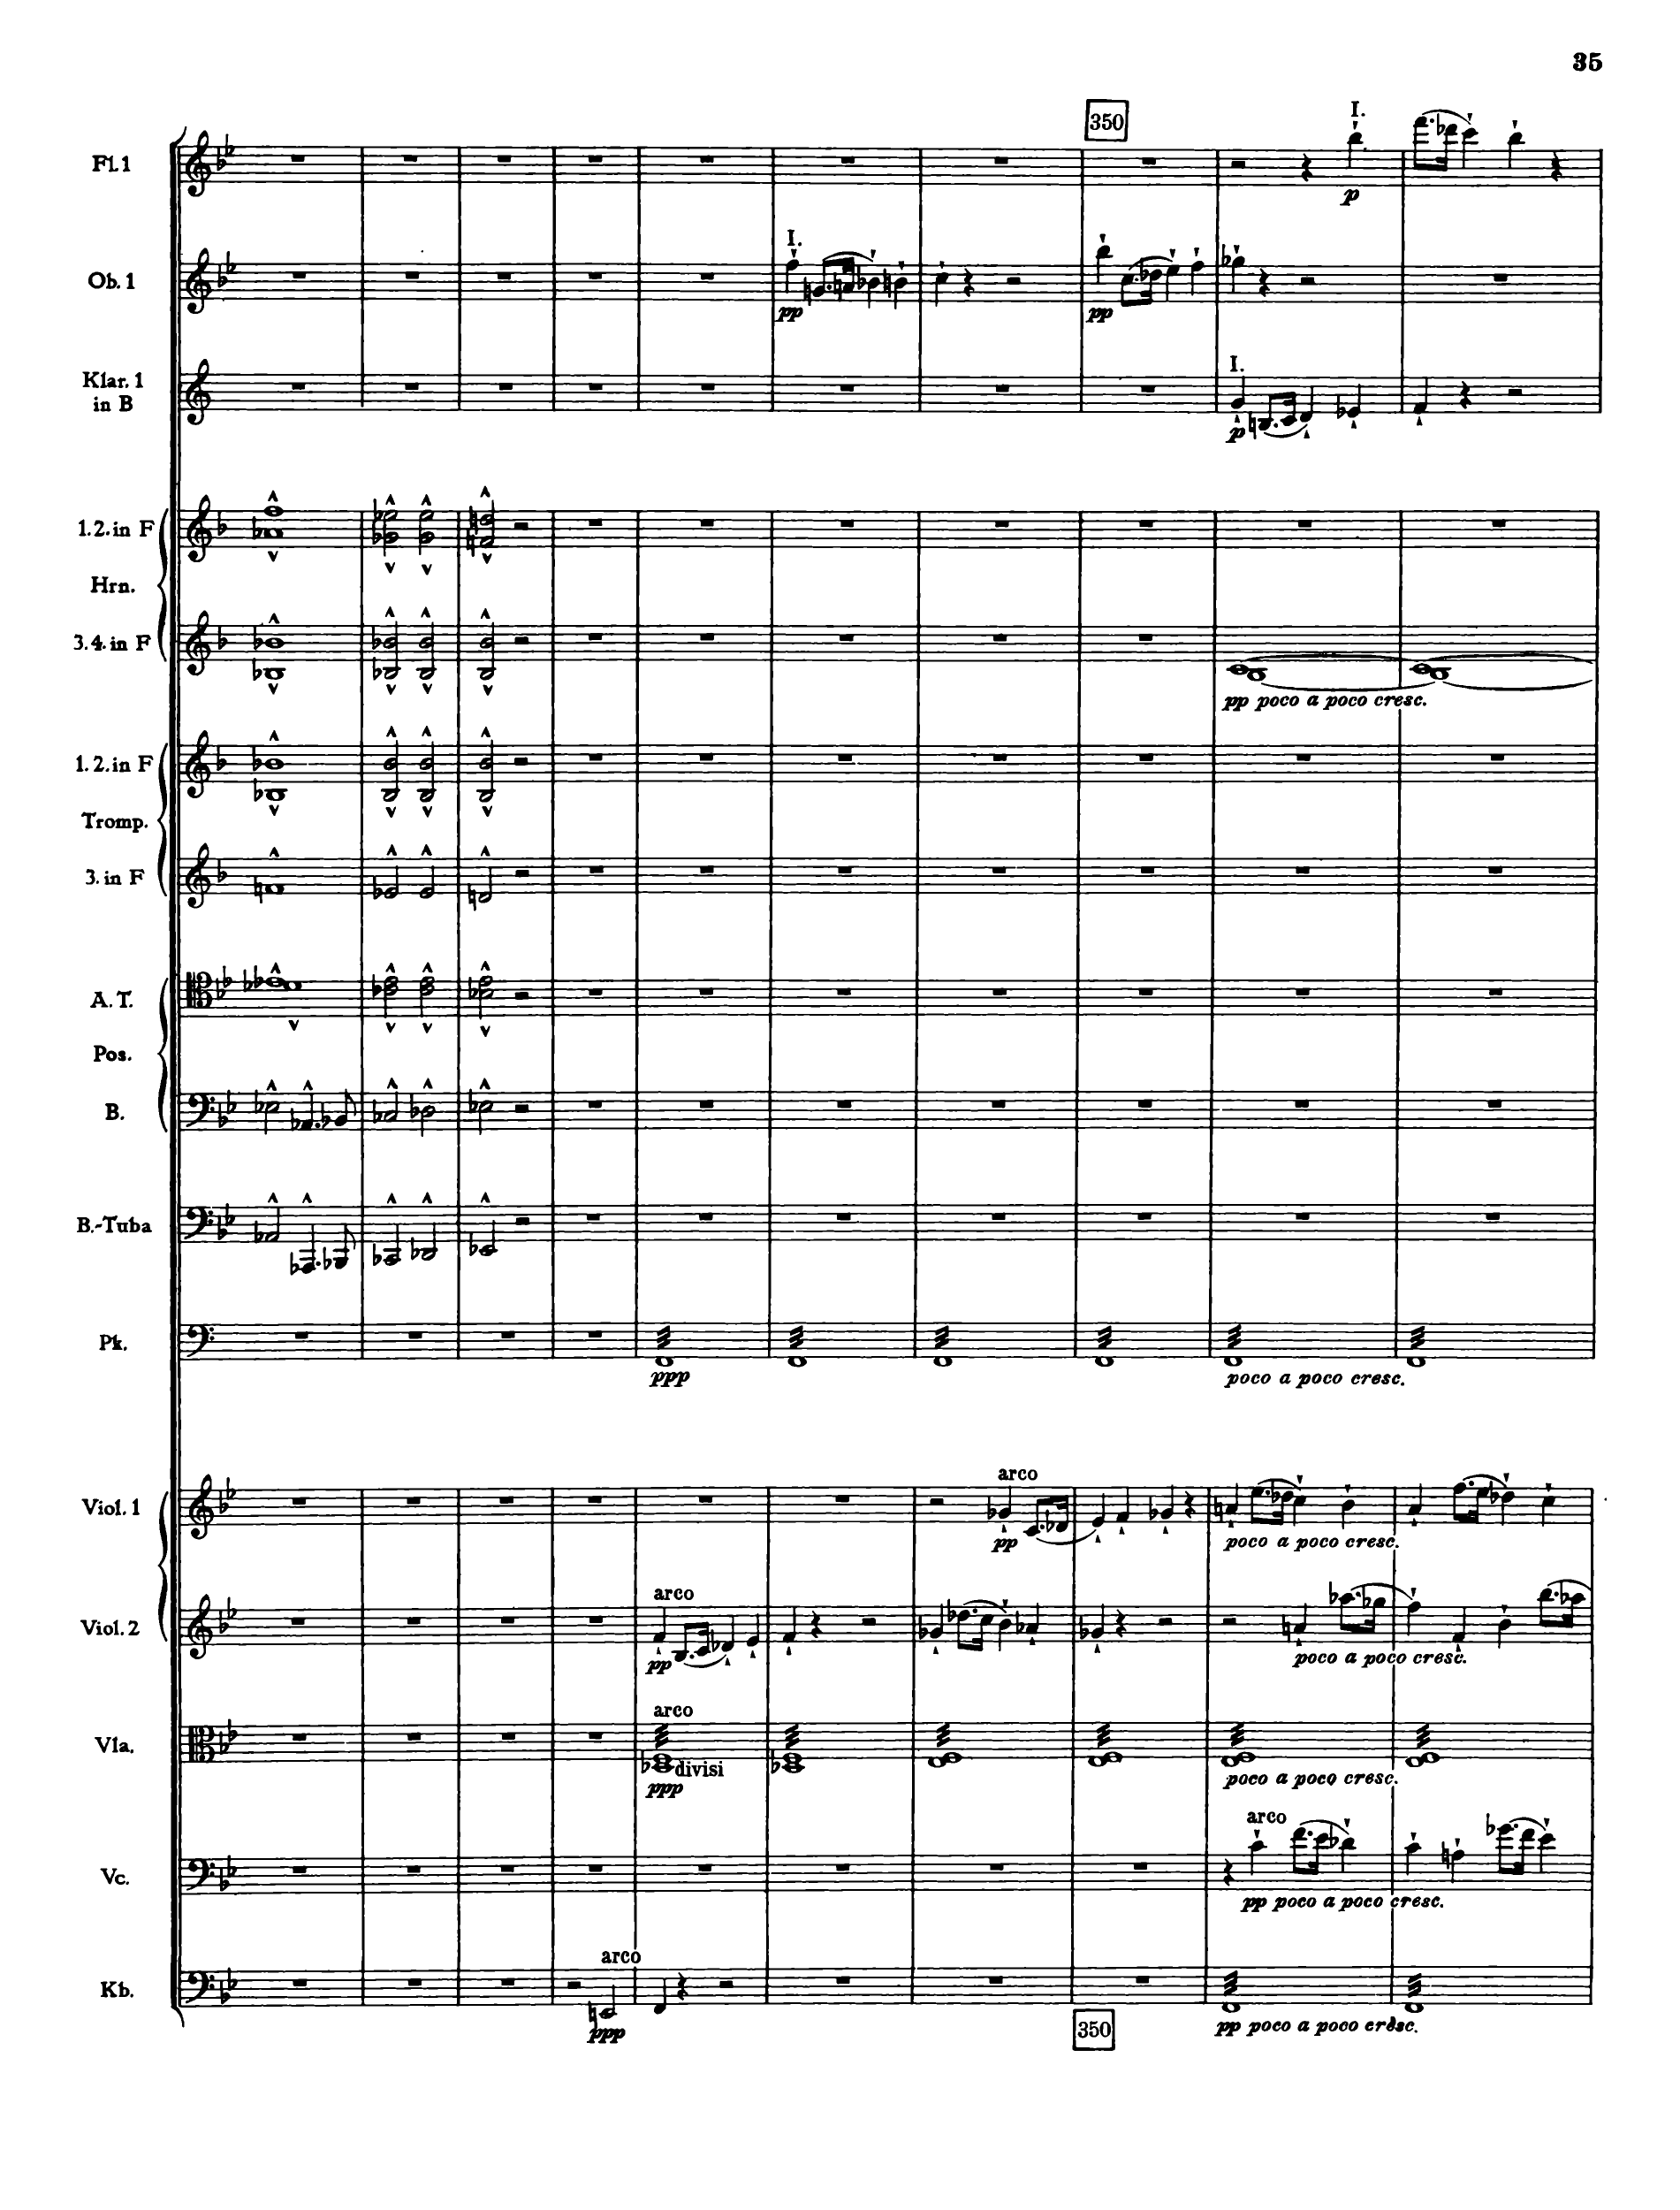 35
350
I.
Fl. 1
p
I.
Ob. 1
pp
pp
I.
Klar. 1
in B
p
1. 2. in F
Hrn.
3. 4. in F
pp poco a poco cresc.
1. 2. in F
Tromp.
3. in F
A. T.
Pos.
B.
B.-Tuba
Pk.
ppp
poco a poco cresc.
arco
Viol. 1
pp
poco a poco cresc.
arco
Viol. 2
pp
poco a poco cresc.
arco
Vla.
divisi
ppp
poco a poco cresc.
arco
Vc.
pp poco a poco cresc.
arco
Kb.
ppp
pp poco a poco cresc.
350